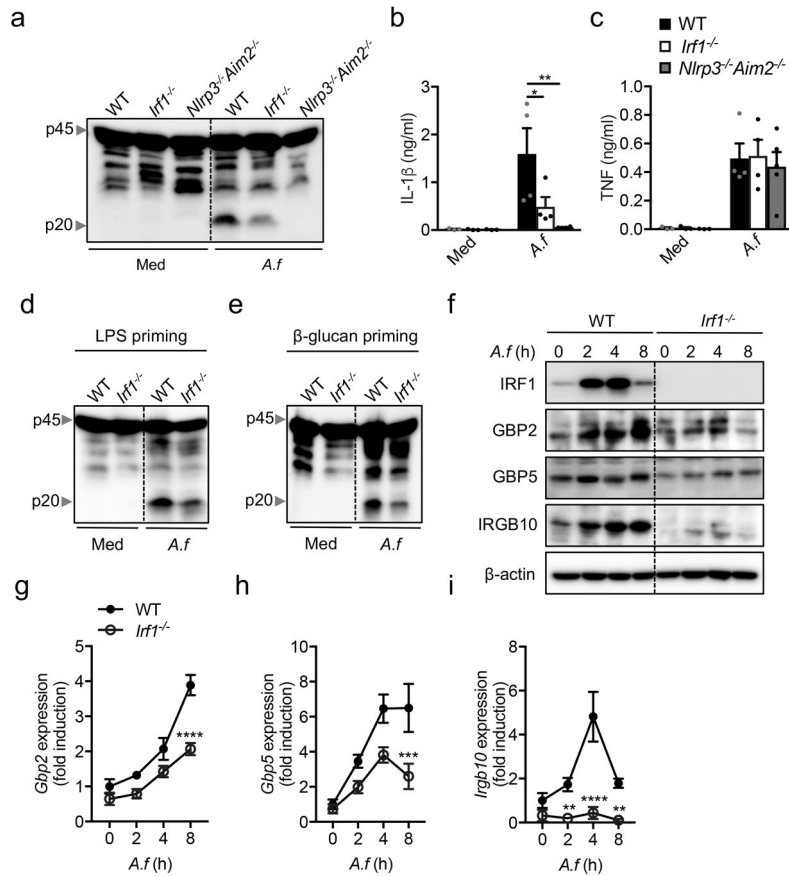 a
WT
Irf1-/-
Nlrp3-/-Aim2-/-
WT
Irf1-/-
Nlrp3-/-Aim2-/-
p45
p20
Med
A.f
b
IL-1β (ng/ml)
3
2
1
0
**
*
Med
A.f
c
WT
Irf1-/-
Nlrp3-/-Aim2-/-
TNF (ng/ml)
1.0
0.8
0.6
0.4
0.2
0.0
Med
A.f
d
LPS priming
WT
Irf1-/-
WT
Irf1-/-
p45
p20
Med
A.f
e
β-glucan priming
WT
Irf1-/-
WT
Irf1-/-
p45
p20
Med
A.f
f
WT
Irf1-/-
A.f (h)
0 2 4 8 0 2 4 8
IRF1
GBP2
GBP5
IRGB10
β-actin
g
WT
Irf1-/-
Gbp2 expression
(fold induction)
5
4
3
2
1
0
****
0 2 4 8
A.f (h)
h
Gbp5 expression
(fold induction)
10
8
6
4
2
0
***
0 2 4 8
A.f (h)
i
Irgb10 expression
(fold induction)
8
6
4
2
0
** **** **
0 2 4 8
A.f (h)